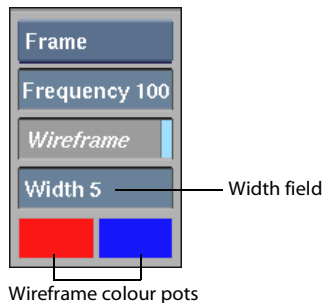 Frame
Frequency 100
Wireframe
Width 5
Width field
Wireframe colour pots